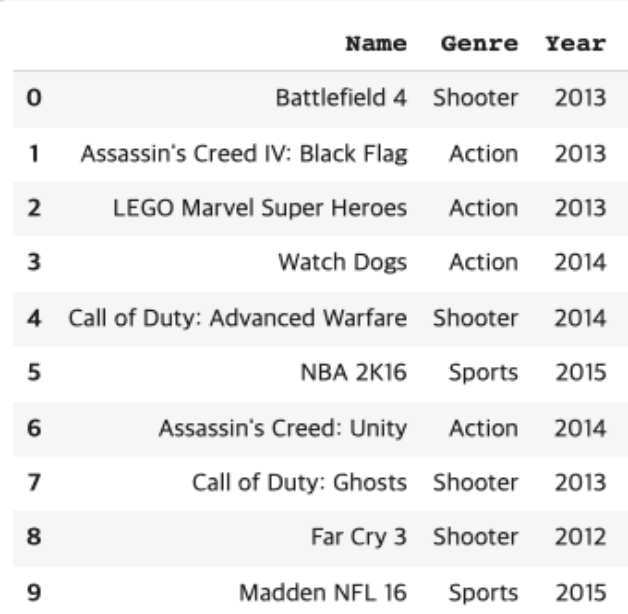 Name Genre Year
0 Battlefield 4 Shooter 2013
1 Assassin's Creed IV: Black Flag Action 2013
2 LEGO Marvel Super Heroes Action 2013
3 Watch Dogs Action 2014
4 Call of Duty: Advanced Warfare Shooter 2014
5 NBA 2K16 Sports 2015
6 Assassin's Creed: Unity Action 2014
7 Call of Duty: Ghosts Shooter 2013
8 Far Cry 3 Shooter 2012
9 Madden NFL 16 Sports 2015